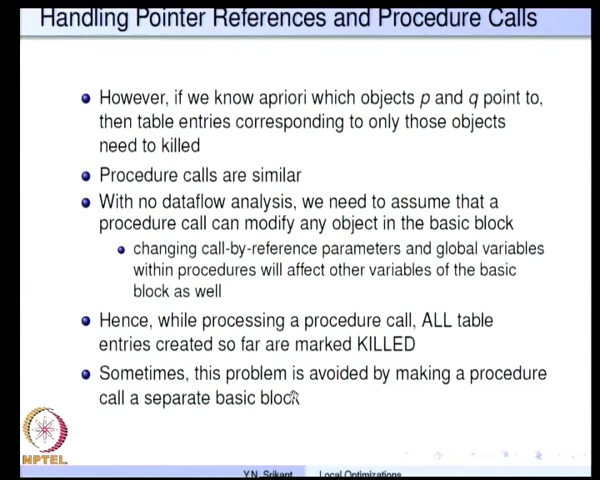 Handling Pointer References and Procedure Calls
However, if we know apriori which objects p and q point to,
then table entries corresponding to only those objects
need to killed
Procedure calls are similar
With no dataflow analysis, we need to assume that a
procedure call can modify any object in the basic block
changing call-by-reference parameters and global variables
within procedures will affect other variables of the basic
block as well
Hence, while processing a procedure call, ALL table
entries created so far are marked KILLED
Sometimes, this problem is avoided by making a procedure
call a separate basic block
NPTEL
Y.N. Srikant Local Optimizations